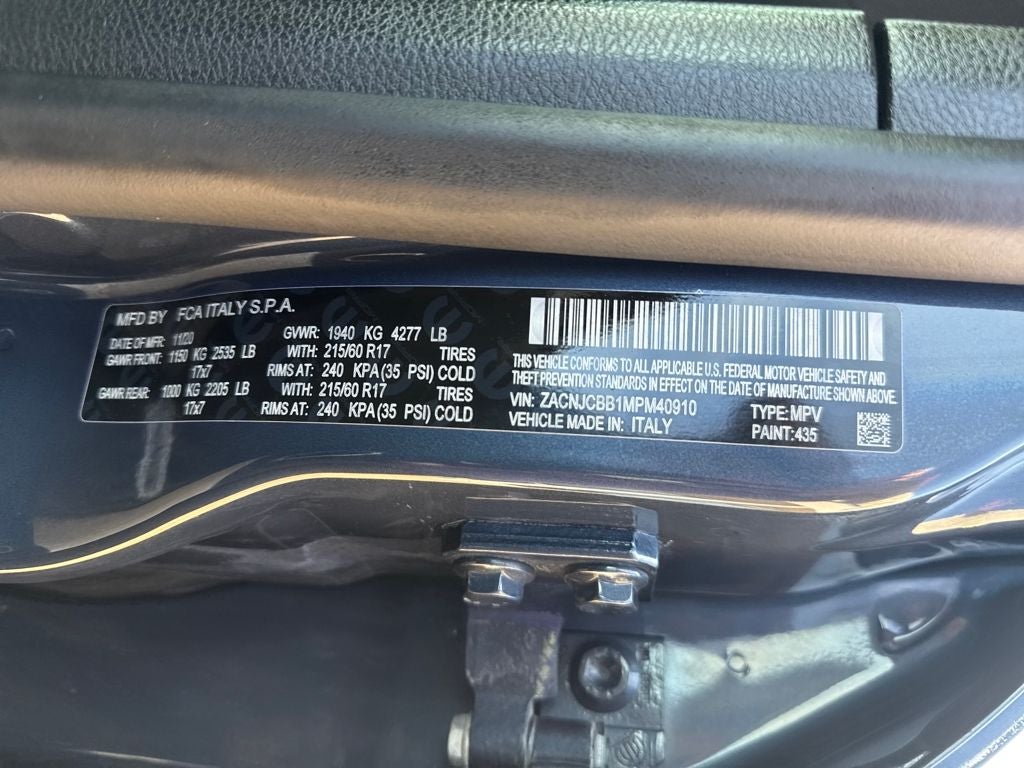 MFD BY FCA ITALY S.P.A.
DATE OF MFR: 11/20 GVWR: 1940 KG 4277 LB
GAWR FRONT: 1150 KG 2535 LB WITH: 215/60 R17 TIRES
17x7 RIMS AT: 240 KPA(35 PSI) COLD
GAWR REAR: 1000 KG 2205 LB WITH: 215/60 R17 TIRES
17x7 RIMS AT: 240 KPA(35 PSI) COLD
THIS VEHICLE CONFORMS TO ALL APPLICABLE U.S. FEDERAL MOTOR VEHICLE SAFETY AND
THEFT PREVENTION STANDARDS IN EFFECT ON THE DATE OF MANUFACTURE SHOWN ABOVE.
VIN: ZACNJCBB1MPM40910 TYPE: MPV
VEHICLE MADE IN: ITALY PAINT:435